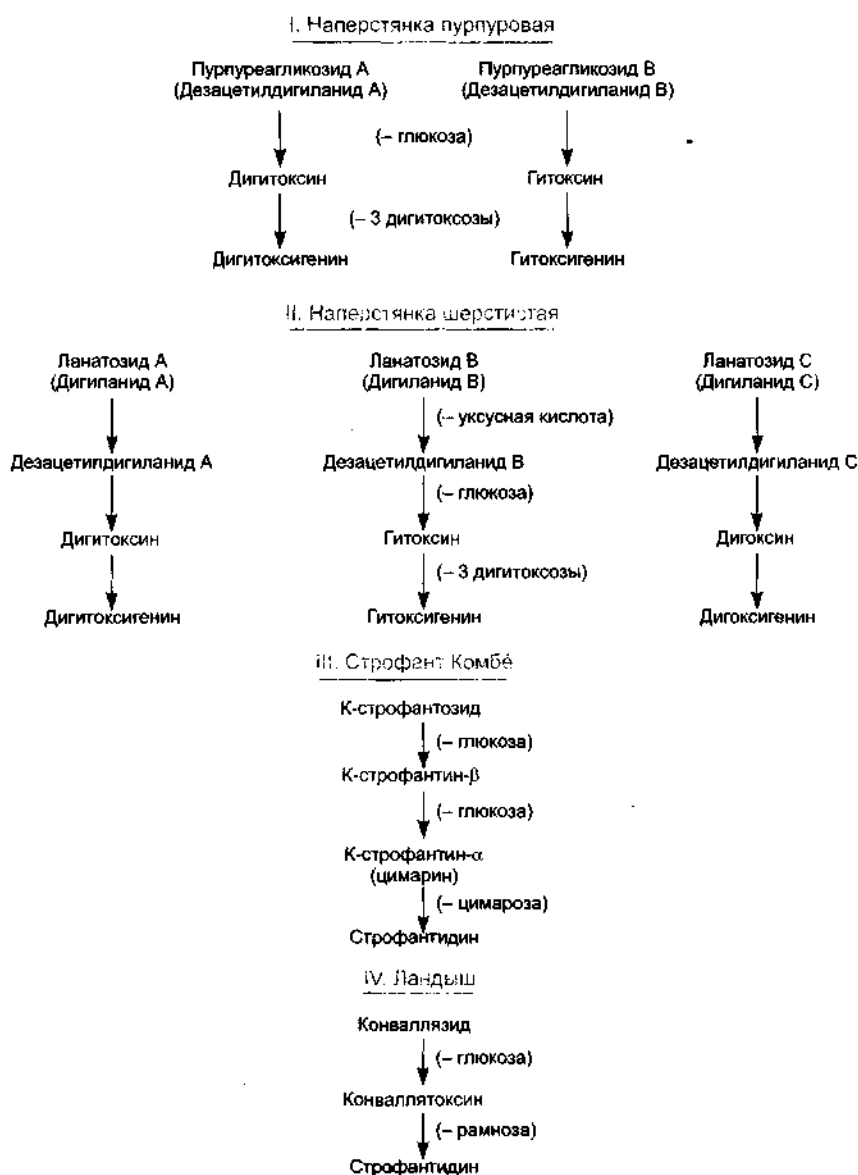 I. Наперстянка пурпуровая
Пурпуреагликозид А Пурпуреагликозид В
(Дезацетилдигиланид А) (Дезацетилдигиланид В)
(– глюкоза)
Дигитоксин Гитоксин
(– 3 дигитоксозы)
Дигитоксигенин Гитоксигенин
II. Наперстянка шерстистая
Ланатозид А Ланатозид В Ланатозид С
(Дигиланид А) (Дигиланид В) (Дигиланид С)
(– уксусная кислота)
Дезацетилдигиланид А Дезацетилдигиланид В Дезацетилдигиланид С
(– глюкоза)
Дигитоксин Гитоксин Дигоксин
(– 3 дигитоксозы)
Дигитоксигенин Гитоксигенин Дигоксигенин
III. Строфант Комбé
К-строфантозид
(– глюкоза)
К-строфантин-β
(– глюкоза)
К-строфантин-α
(цимарин)
(– цимароза)
Строфантидин
IV. Ландыш
Конваллязид
(– глюкоза)
Конваллятоксин
(– рамноза)
Строфантидин